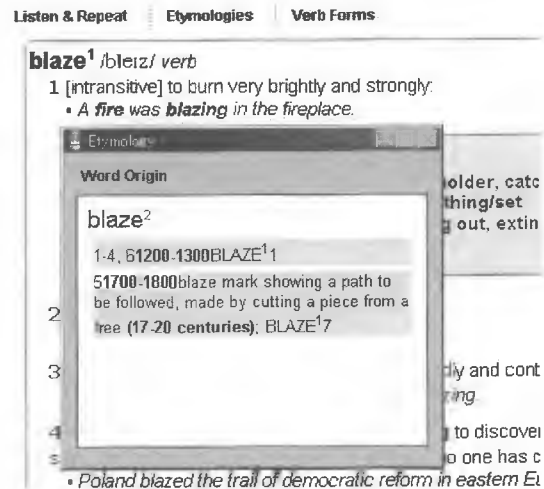 Listen & Repeat Etymologies Verb Forms
blaze1 /bleɪz/ verb
1 [intransitive] to burn very brightly and strongly:
• A fire was blazing in the fireplace.
Etymology
Word Origin
older, catc
thing/set
out, extin
blaze2
1-4, 61200-1300BLAZE11
51700-1800blaze mark showing a path to
be followed, made by cutting a piece from a
tree (17-20 centuries); BLAZE17
2
3
and cont
4
to discover
o one has c
• Poland blazed the trail of democratic reform in eastern Eu